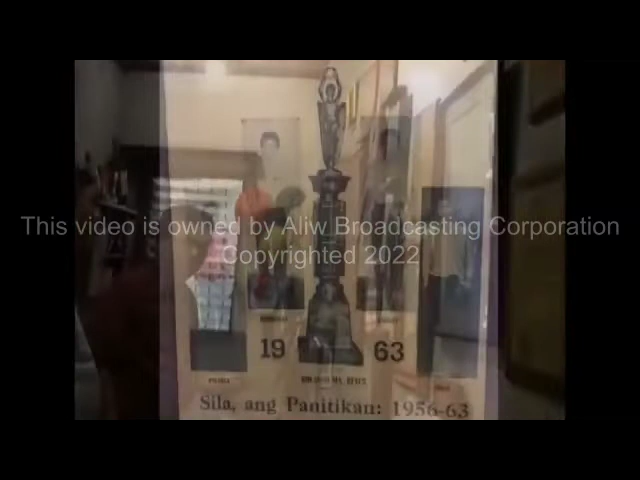 This video is owned by Aliw Broadcasting Corporation
Copyrighted 2022
19 63
Sila, ang Panitikan: 1956-63